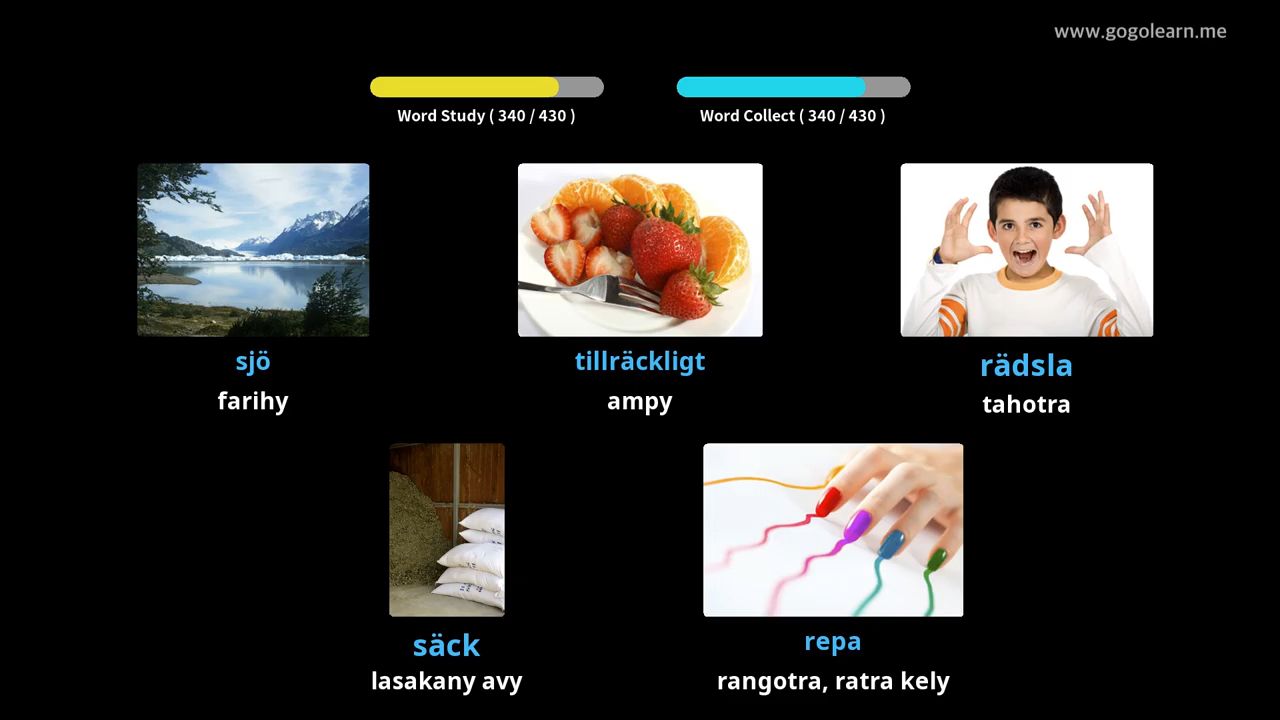 www.gogolearn.me
Word Study ( 340 / 430 )
Word Collect ( 340 / 430 )
sjö
farihy
tillräckligt
ampy
rädsla
tahotra
säck
lasakany avy
repa
rangotra, ratra kely